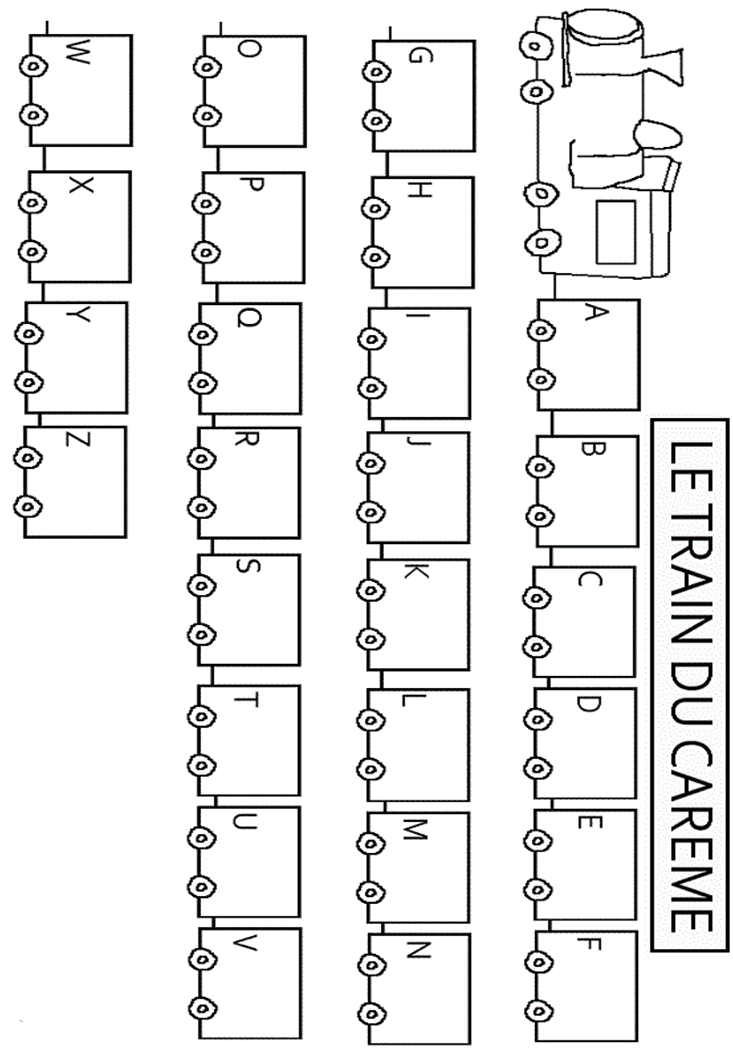 LE TRAIN DU CAREME
A B C D E F
G H I J K L M N
O P Q R S T U V
W X Y Z